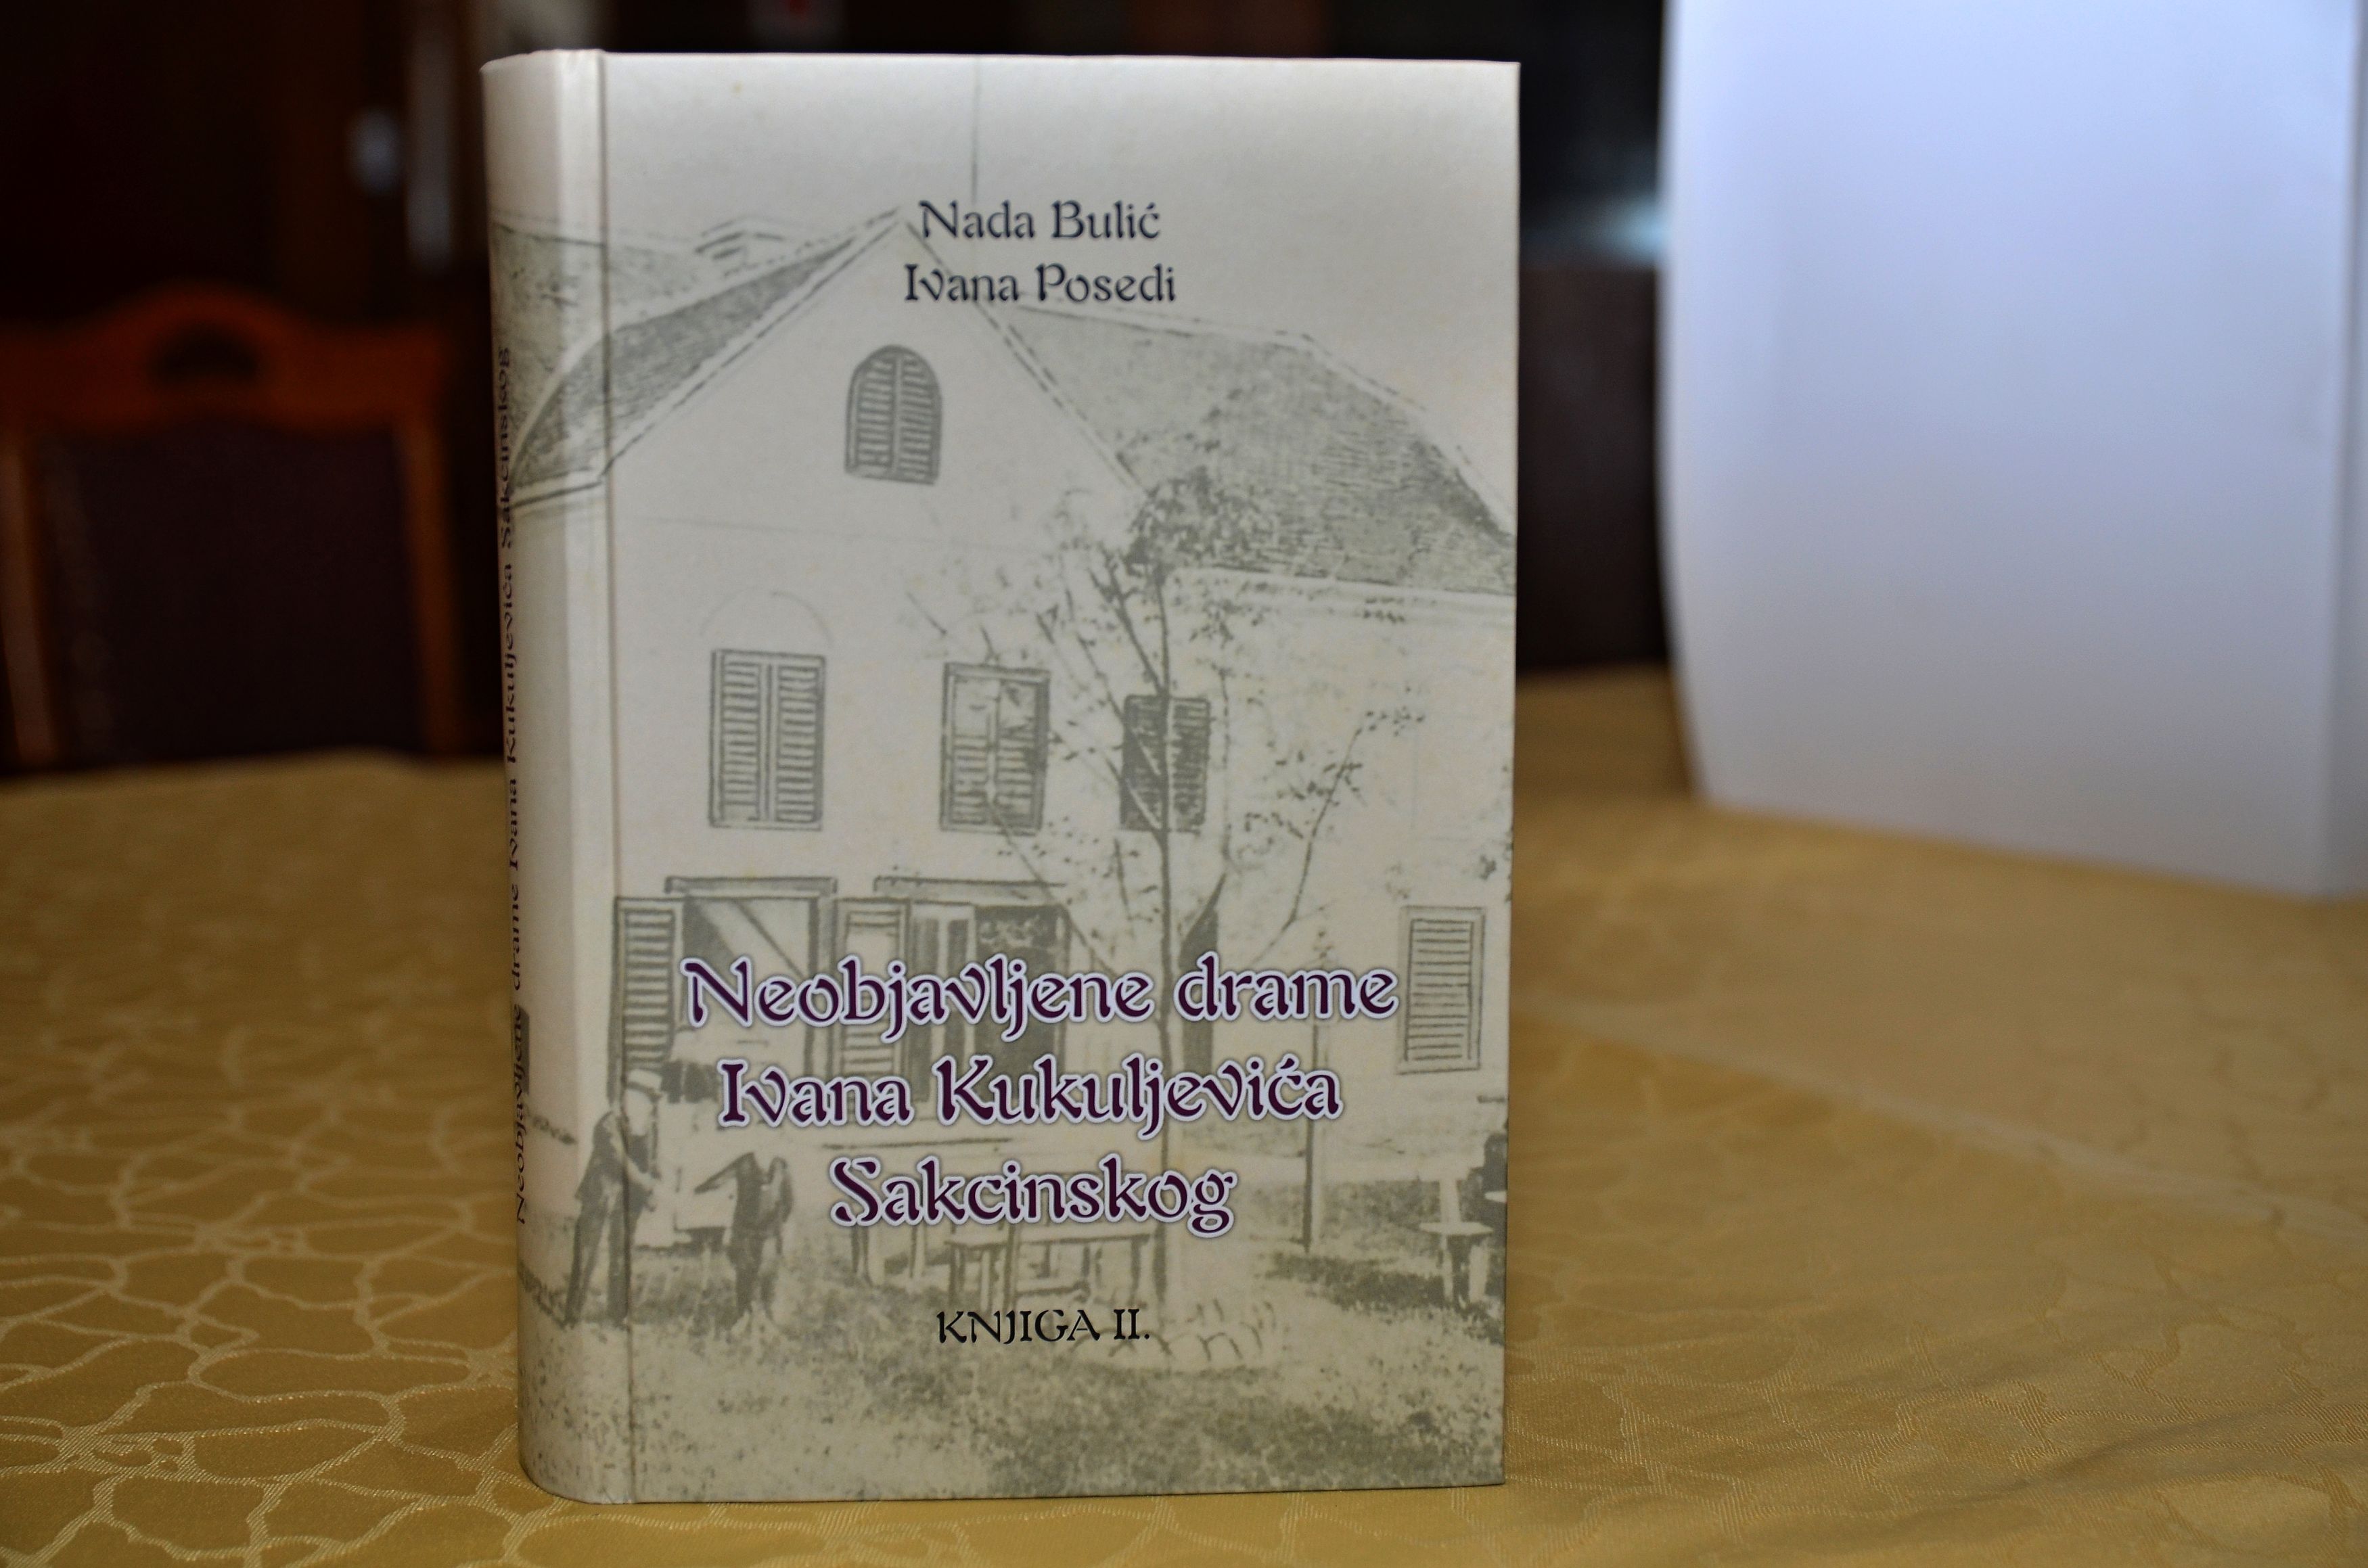 Nada Bulić
Ivana Posedi
Neobjavljene drame
Ivana Kukuljevića
Sakcinskog
KNJIGA II.
Neobjavljene drame Ivana Kukuljevića Sakcinskog